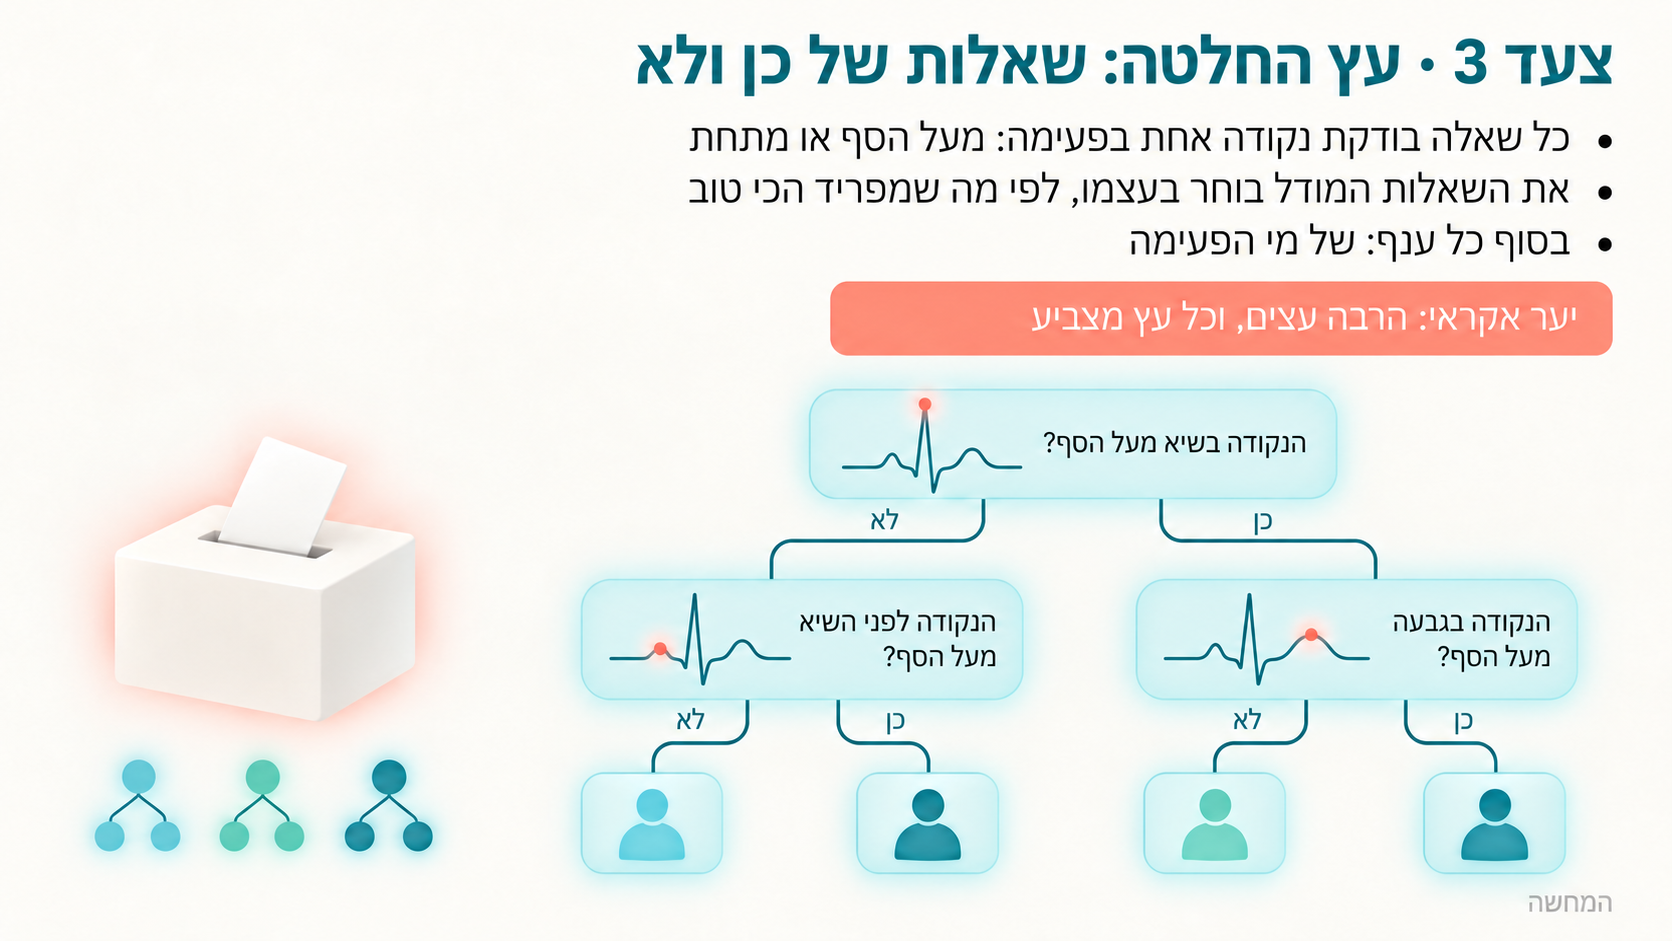 צעד 3 · עץ החלטה: שאלות של כן ולא
• כל שאלה בודקת נקודה אחת בפעימה: מעל הסף או מתחת
• את השאלות המודל בוחר בעצמו, לפי מה שמפריד הכי טוב
• בסוף כל ענף: של מי הפעימה
יער אקראי: הרבה עצים, וכל עץ מצביע
הנקודה בשיא מעל הסף?
כן
לא
הנקודה בגבעה
מעל הסף?
הנקודה לפני השיא
מעל הסף?
כן
לא
כן
לא
המחשה